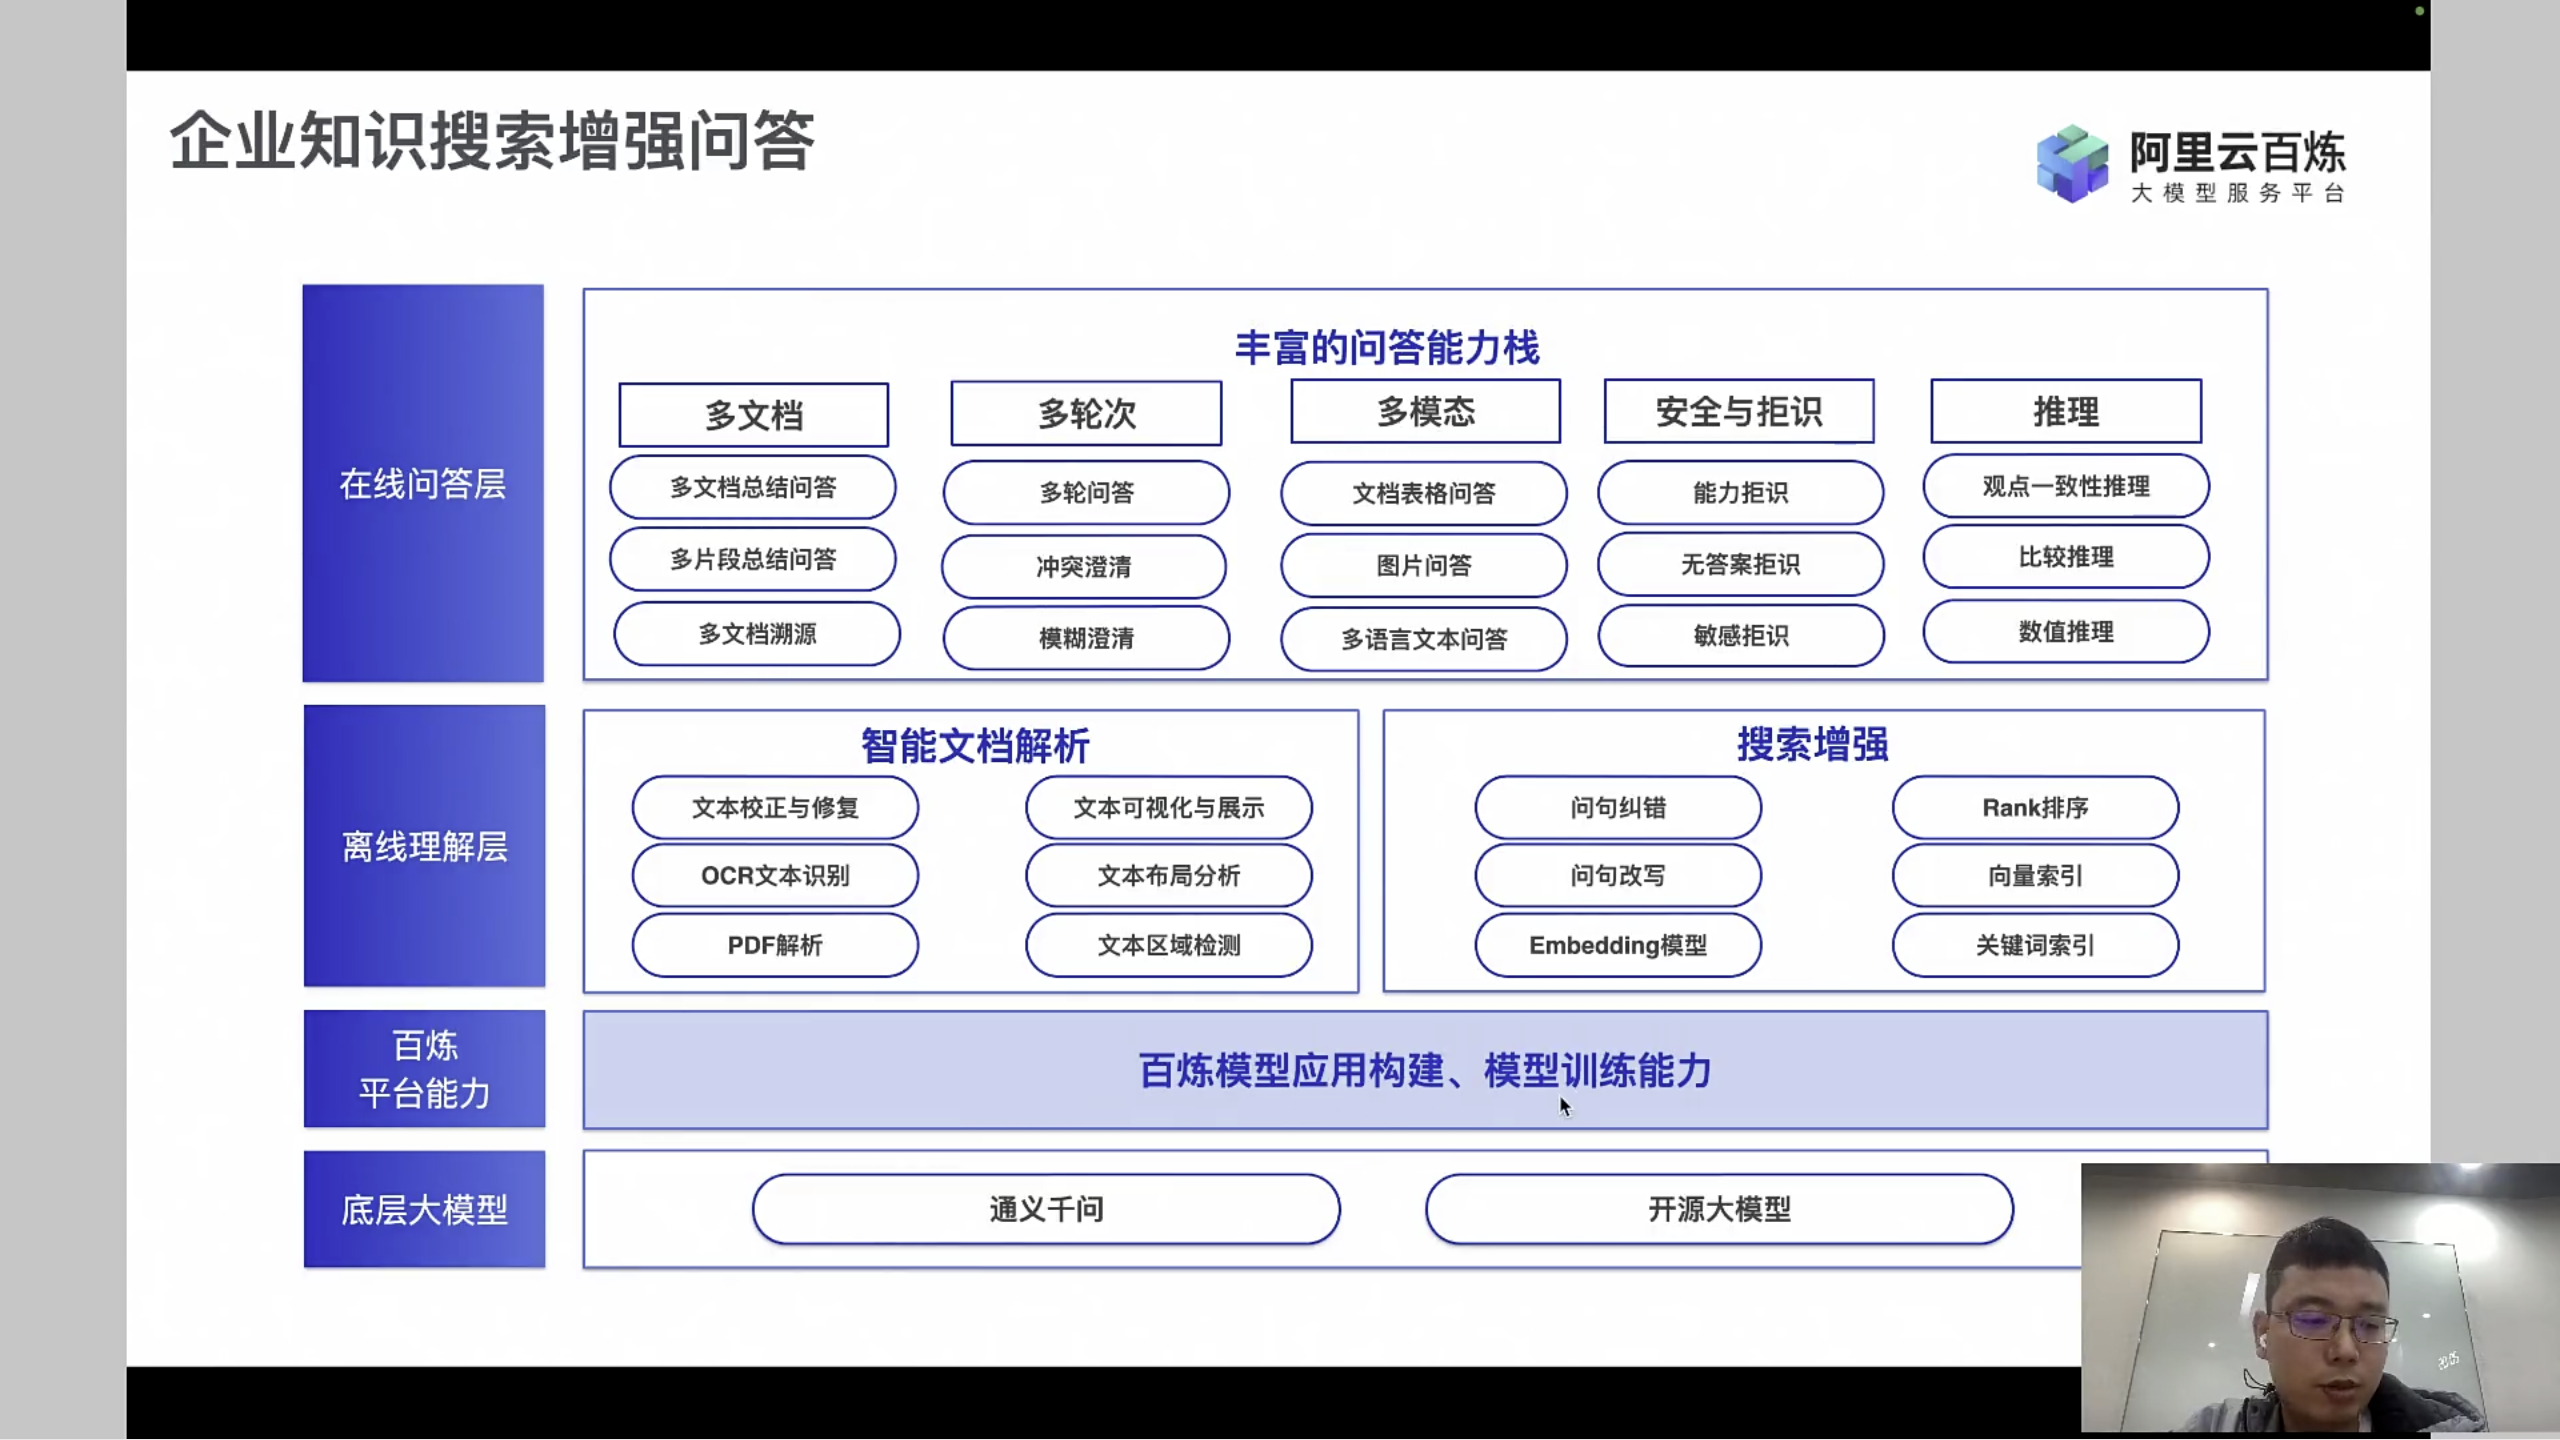 企业知识搜索增强问答
阿里云百炼
大模型服务平台
在线问答层
丰富的问答能力栈
多文档
多轮次
多模态
安全与拒识
推理
多文档总结问答
多轮问答
文档表格问答
能力拒识
观点一致性推理
多片段总结问答
冲突澄清
图片问答
无答案拒识
比较推理
多文档溯源
模糊澄清
多语言文本问答
敏感拒识
数值推理
离线理解层
智能文档解析
文本校正与修复
文本可视化与展示
OCR文本识别
文本布局分析
PDF解析
文本区域检测
搜索增强
问句纠错
Rank排序
问句改写
向量索引
Embedding模型
关键词索引
百炼
平台能力
百炼模型应用构建、模型训练能力
底层大模型
通义千问
开源大模型